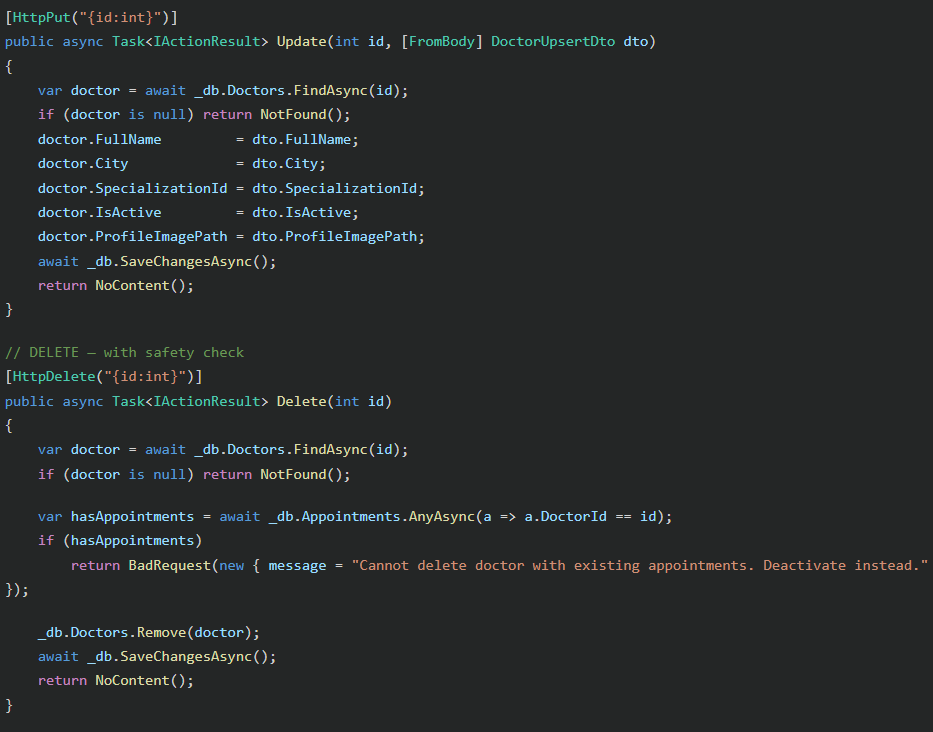 [HttpPut("{id:int}")]
public async Task<IActionResult> Update(int id, [FromBody] DoctorUpsertDto dto)
{
    var doctor = await _db.Doctors.FindAsync(id);
    if (doctor is null) return NotFound();
    doctor.FullName         = dto.FullName;
    doctor.City             = dto.City;
    doctor.SpecializationId = dto.SpecializationId;
    doctor.IsActive         = dto.IsActive;
    doctor.ProfileImagePath = dto.ProfileImagePath;
    await _db.SaveChangesAsync();
    return NoContent();
}
// DELETE — with safety check
[HttpDelete("{id:int}")]
public async Task<IActionResult> Delete(int id)
{
    var doctor = await _db.Doctors.FindAsync(id);
    if (doctor is null) return NotFound();
    var hasAppointments = await _db.Appointments.AnyAsync(a => a.DoctorId == id);
    if (hasAppointments)
        return BadRequest(new { message = "Cannot delete doctor with existing appointments. Deactivate instead."
});
    _db.Doctors.Remove(doctor);
    await _db.SaveChangesAsync();
    return NoContent();
}